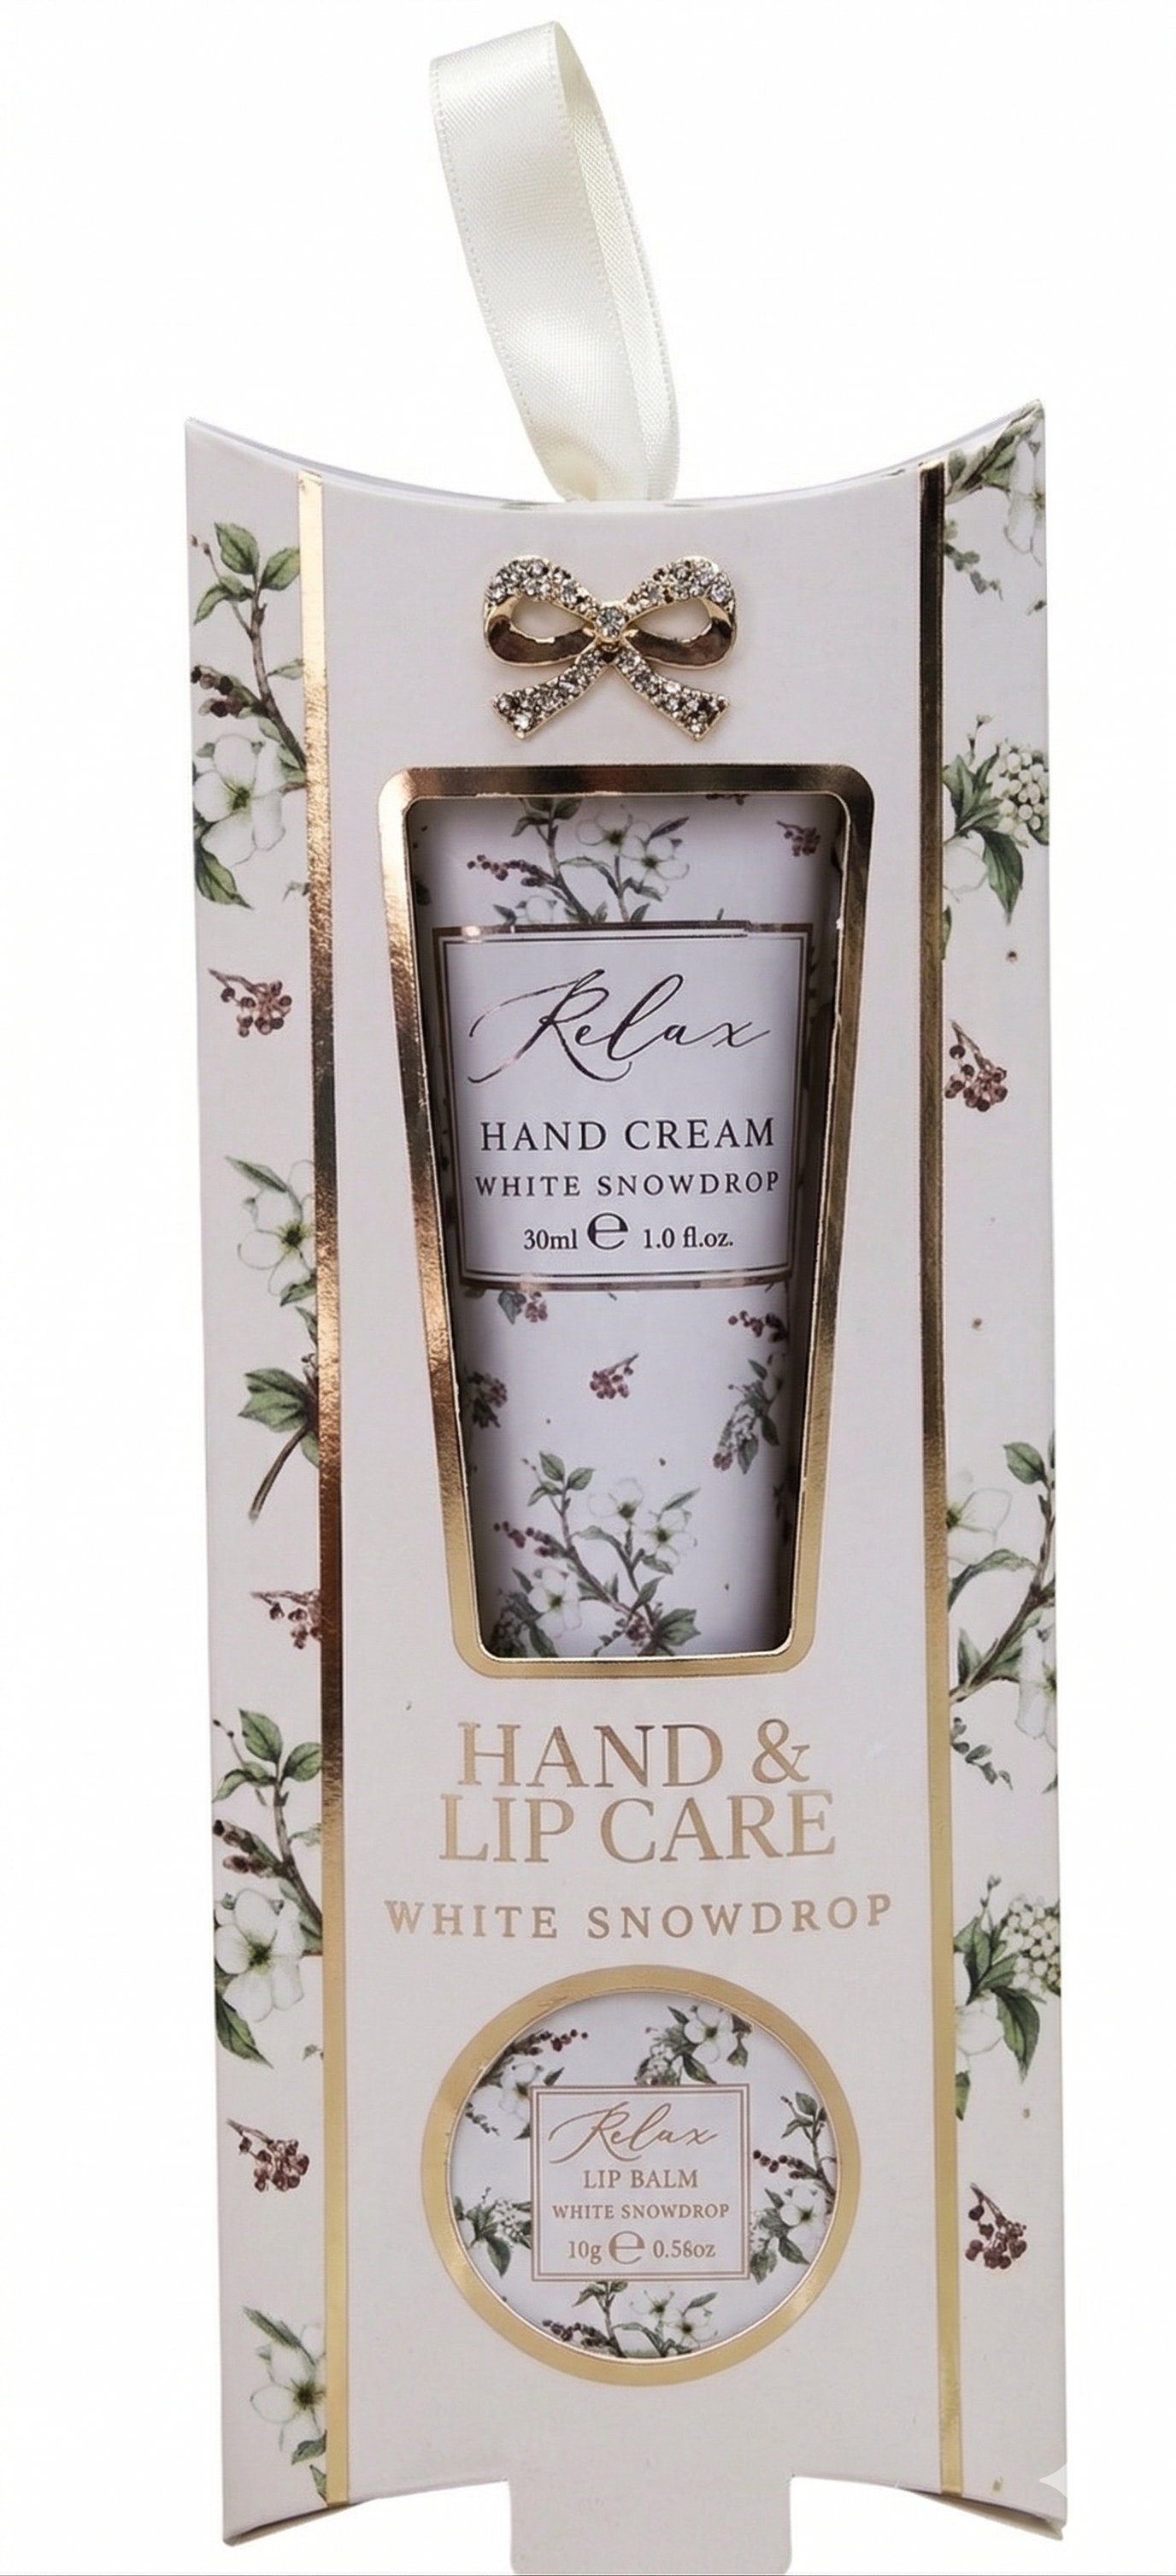 Relax
HAND CREAM
WHITE SNOWDROP
30ml ℮ 1.0 fl.oz.
HAND &
LIP CARE
WHITE SNOWDROP
Relax
LIP BALM
WHITE SNOWDROP
10g ℮ 0.58oz